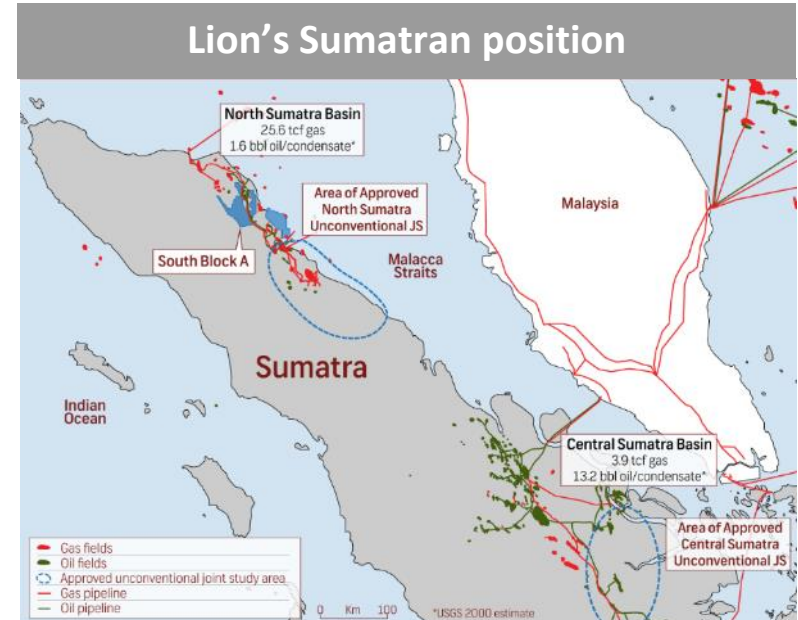 Lion’s Sumatran position
North Sumatra Basin
25.6 tcf gas
1.6 bbl oil/condensate*
Area of Approved
North Sumatra
Unconventional JS
Malaysia
South Block A
Malacca
Straits
Sumatra
Indian
Ocean
Central Sumatra Basin
3.9 tcf gas
13.2 bbl oil/condensate*
Area of Approved
Central Sumatra
Unconventional JS
Gas fields
Oil fields
Approved unconventional joint study area
Gas pipeline
Oil pipeline
0 Km 100
*USGS 2000 estimate